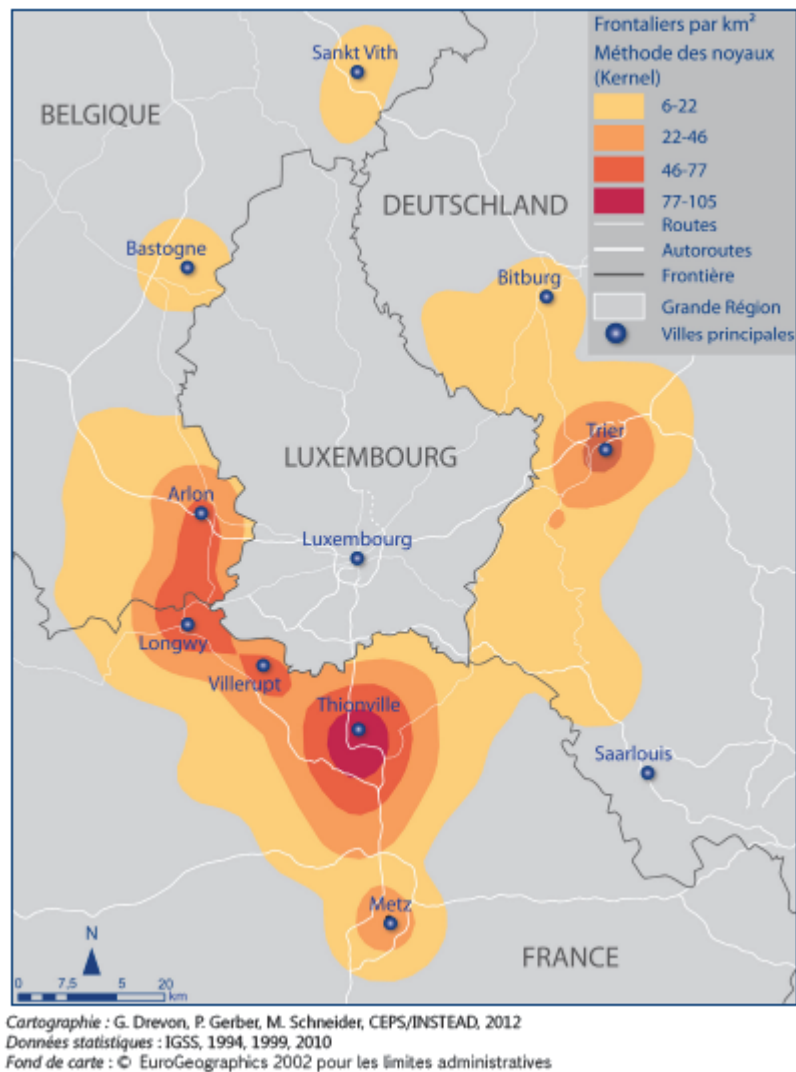 Frontaliers par km²
Méthode des noyaux
(Kernel)
6-22
22-46
46-77
77-105
Routes
Autoroutes
Frontière
Grande Région
Villes principales
Sankt Vith
BELGIQUE
DEUTSCHLAND
Bastogne
Bitburg
Trier
LUXEMBOURG
Arlon
Luxembourg
Longwy
Villerupt
Thionville
Saarlouis
Metz
FRANCE
N
0 7,5 5 20
km
Cartographie : G. Drevon, P. Gerber, M. Schneider, CEPS/INSTEAD, 2012
Données statistiques : IGSS, 1994, 1999, 2010
Fond de carte : © EuroGeographics 2002 pour les limites administratives